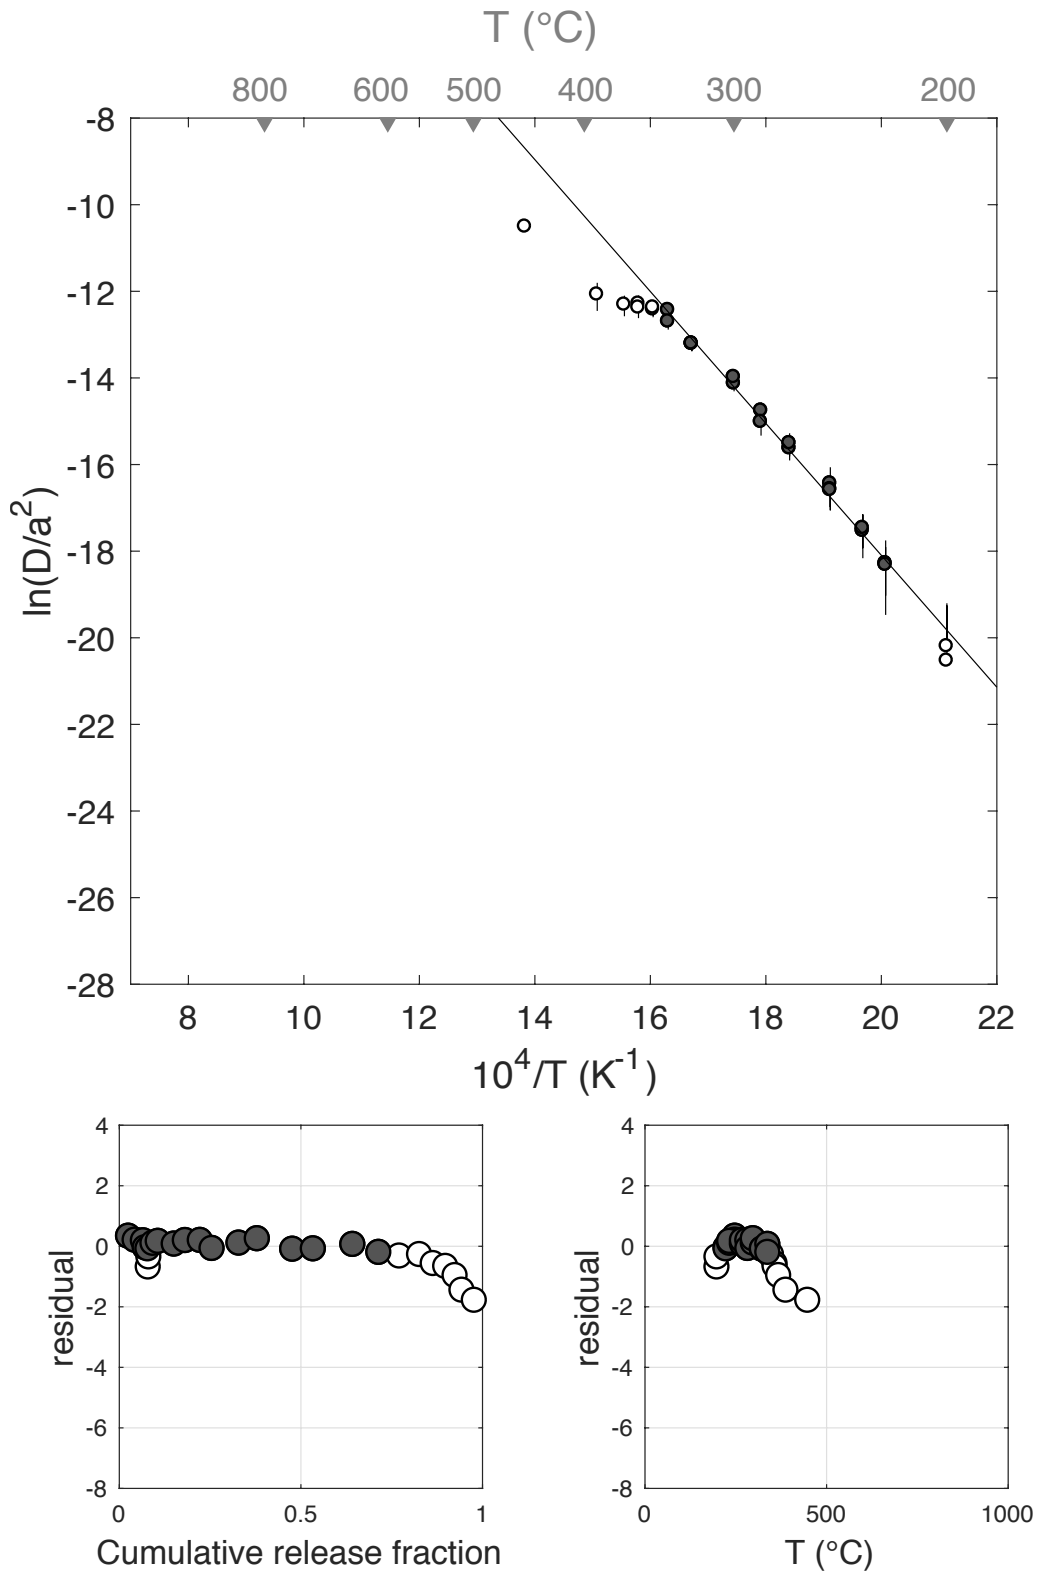 T (°C)
800 600 500 400 300 200
-8
-10
-12
-14
-16
-18
-20
-22
-24
-26
-28
ln(D/a²)
8 10 12 14 16 18 20 22
10⁴/T (K⁻¹)
4
2
0
-2
-4
-6
-8
residual
0 0.5 1
Cumulative release fraction
4
2
0
-2
-4
-6
-8
residual
0 500 1000
T (°C)